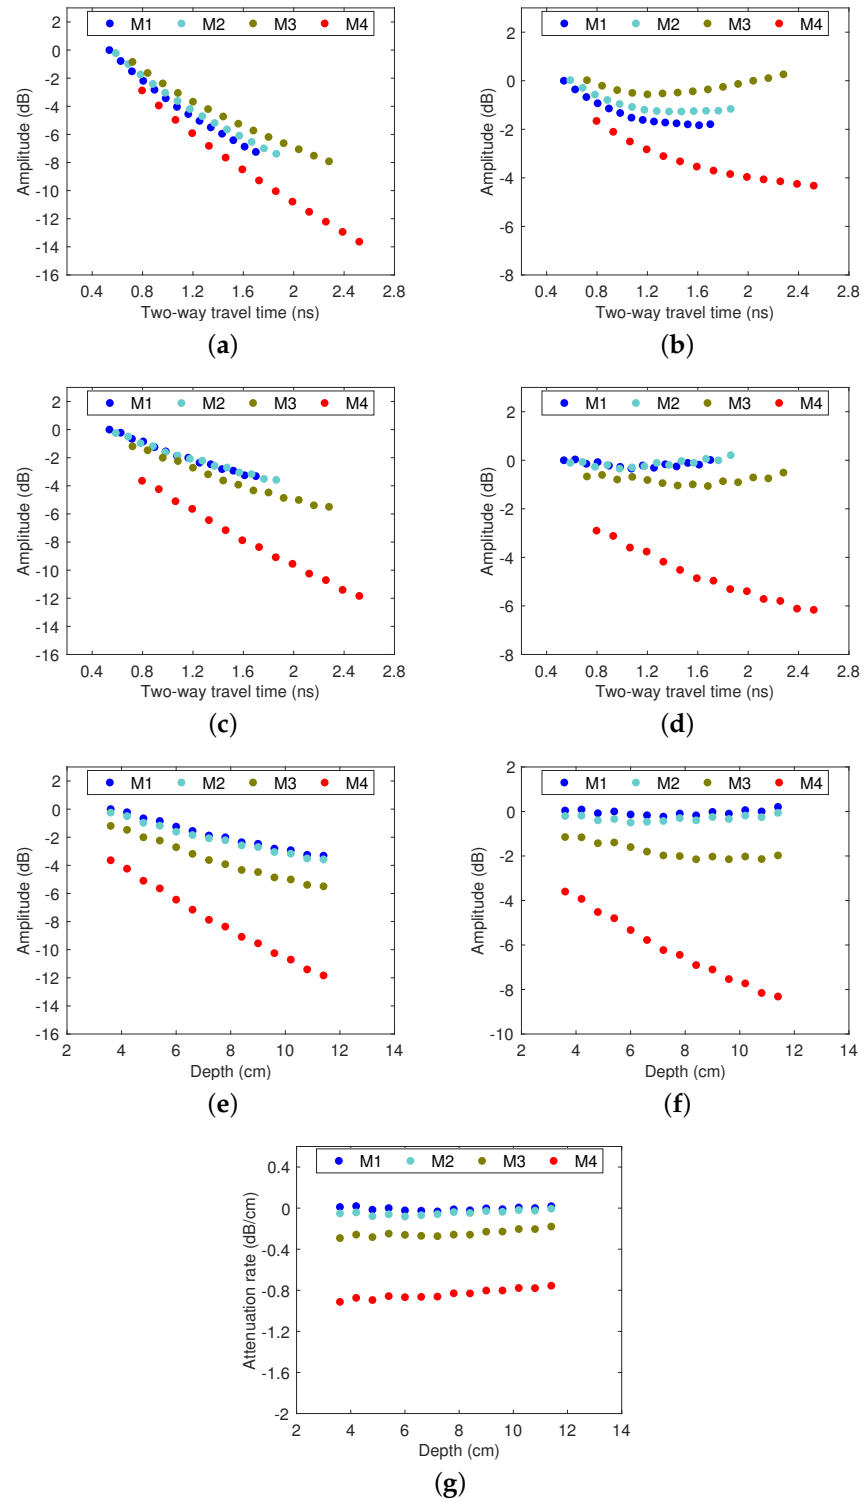 M1 M2 M3 M4
2
0
-2
-4
-6
-8
-10
-12
-14
-16
Amplitude (dB)
0.4 0.8 1.2 1.6 2 2.4 2.8
Two-way travel time (ns)
(a)
M1 M2 M3 M4
2
0
-2
-4
-6
-8
Amplitude (dB)
0.4 0.8 1.2 1.6 2 2.4 2.8
Two-way travel time (ns)
(b)
M1 M2 M3 M4
2
0
-2
-4
-6
-8
-10
-12
-14
-16
Amplitude (dB)
0.4 0.8 1.2 1.6 2 2.4 2.8
Two-way travel time (ns)
(c)
M1 M2 M3 M4
2
0
-2
-4
-6
-8
Amplitude (dB)
0.4 0.8 1.2 1.6 2 2.4 2.8
Two-way travel time (ns)
(d)
M1 M2 M3 M4
2
0
-2
-4
-6
-8
-10
-12
-14
-16
Amplitude (dB)
2 4 6 8 10 12 14
Depth (cm)
(e)
M1 M2 M3 M4
2
0
-2
-4
-6
-8
-10
Amplitude (dB)
2 4 6 8 10 12 14
Depth (cm)
(f)
M1 M2 M3 M4
0.4
0
-0.4
-0.8
-1.2
-1.6
-2
Attenuation rate (dB/cm)
2 4 6 8 10 12 14
Depth (cm)
(g)